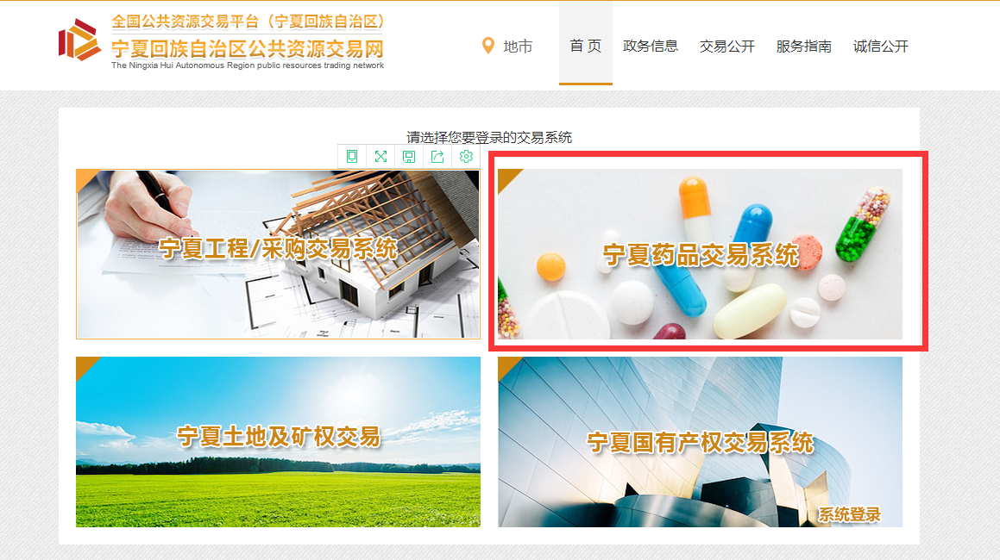 全国公共资源交易平台（宁夏回族自治区）
宁夏回族自治区公共资源交易网
The Ningxia Hui Autonomous Region public resources trading network
地市
首 页
政务信息
交易公开
服务指南
诚信公开
请选择您要登录的交易系统
宁夏工程/采购交易系统
宁夏药品交易系统
宁夏土地及矿权交易
宁夏国有产权交易系统
系统登录